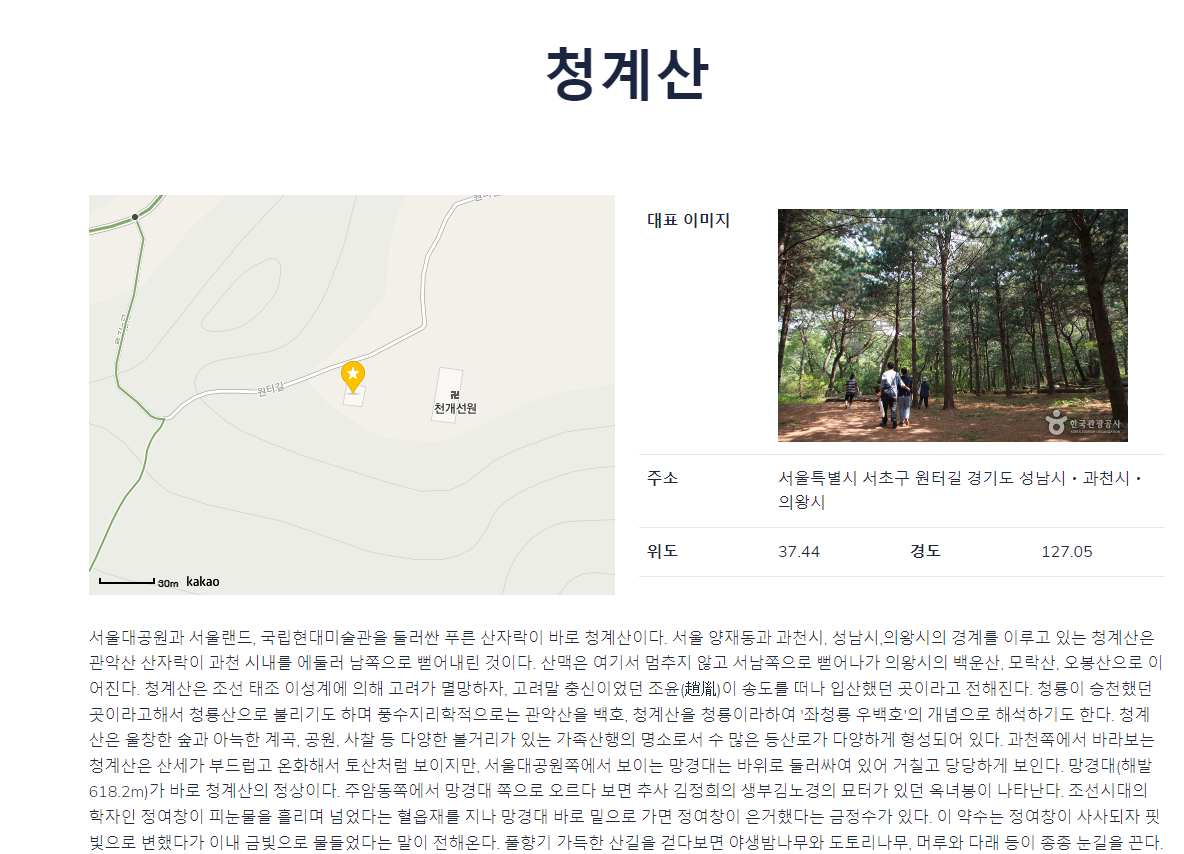 청계산
대표 이미지
원터길
천개선원
30m kakao
한국관광공사
주소
서울특별시 서초구 원터길 경기도 성남시・과천시・
의왕시
위도 37.44 경도 127.05
서울대공원과 서울랜드, 국립현대미술관을 둘러싼 푸른 산자락이 바로 청계산이다. 서울 양재동과 과천시, 성남시,의왕시의 경계를 이루고 있는 청계산은
관악산 산자락이 과천 시내를 에둘러 남쪽으로 뻗어내린 것이다. 산맥은 여기서 멈추지 않고 서남쪽으로 뻗어나가 의왕시의 백운산, 모락산, 오봉산으로 이
어진다. 청계산은 조선 태조 이성계에 의해 고려가 멸망하자, 고려말 충신이었던 조윤(趙胤)이 송도를 떠나 입산했던 곳이라고 전해진다. 청룡이 승천했던
곳이라고해서 청룡산으로 불리기도 하며 풍수지리학적으로는 관악산을 백호, 청계산을 청룡이라하여 '좌청룡 우백호'의 개념으로 해석하기도 한다. 청계
산은 울창한 숲과 아늑한 계곡, 공원, 사찰 등 다양한 볼거리가 있는 가족산행의 명소로서 수 많은 등산로가 다양하게 형성되어 있다. 과천쪽에서 바라보는
청계산은 산세가 부드럽고 온화해서 토산처럼 보이지만, 서울대공원쪽에서 보이는 망경대는 바위로 둘러싸여 있어 거칠고 당당하게 보인다. 망경대(해발
618.2m)가 바로 청계산의 정상이다. 주암동쪽에서 망경대 쪽으로 오르다 보면 추사 김정희의 생부김노경의 묘터가 있던 옥녀봉이 나타난다. 조선시대의
학자인 정여창이 피눈물을 흘리며 넘었다는 혈읍재를 지나 망경대 바로 밑으로 가면 정여창이 은거했다는 금정수가 있다. 이 약수는 정여창이 사사되자 핏
빛으로 변했다가 이내 금빛으로 물들었다는 말이 전해온다. 풀향기 가득한 산길을 걷다보면 야생밤나무와 도토리나무, 머루와 다래 등이 종종 눈길을 끈다.